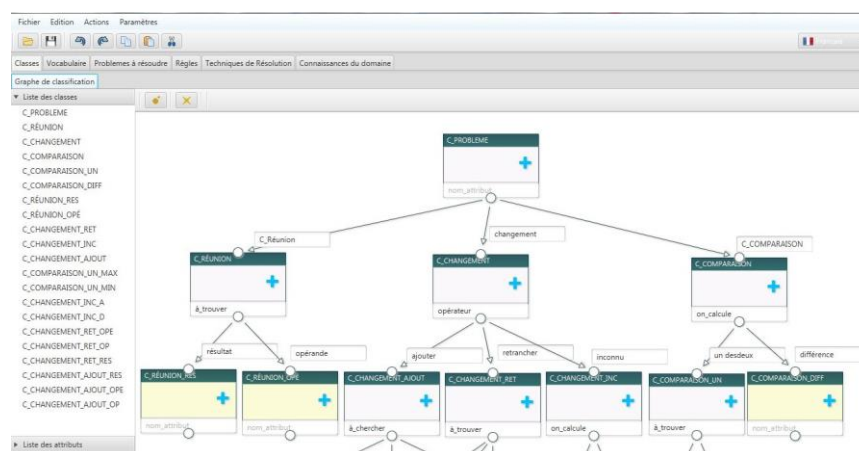 Fichier Edition Actions Paramètres
Classes Vocabulaire Problemes à résoudre Régles Techniques de Résolution Connaissances du domaine
Graphe de classification
Liste des classes
C_PROBLEME
C_RÉUNION
C_CHANGEMENT
C_COMPARAISON
C_COMPARAISON_UN
C_COMPARAISON_DIFF
C_RÉUNION_RES
C_RÉUNION_OPÉ
C_CHANGEMENT_RET
C_CHANGEMENT_INC
C_CHANGEMENT_AJOUT
C_COMPARAISON_UN_MAX
C_COMPARAISON_UN_MIN
C_CHANGEMENT_INC_A
C_CHANGEMENT_INC_D
C_CHANGEMENT_RET_OPE
C_CHANGEMENT_RET_OP
C_CHANGEMENT_RET_RES
C_CHANGEMENT_AJOUT_RES
C_CHANGEMENT_AJOUT_OPE
C_CHANGEMENT_AJOUT_OP
Liste des attributs
C_PROBLEME
nom_attribut
C_Réunion changement C_COMPARAISON
C_RÉUNION C_CHANGEMENT C_COMPARAISON
à_trouver opérateur on_calcule
résultat opérande ajouter retrancher inconnu un desdeux différence
C_RÉUNION_RES C_RÉUNION_OPÉ C_CHANGEMENT_AJOUT C_CHANGEMENT_RET C_CHANGEMENT_INC C_COMPARAISON_UN C_COMPARAISON_DIFF
nom_attribut nom_attribut à_chercher à_trouver on_calcule à_trouver nom_attribut